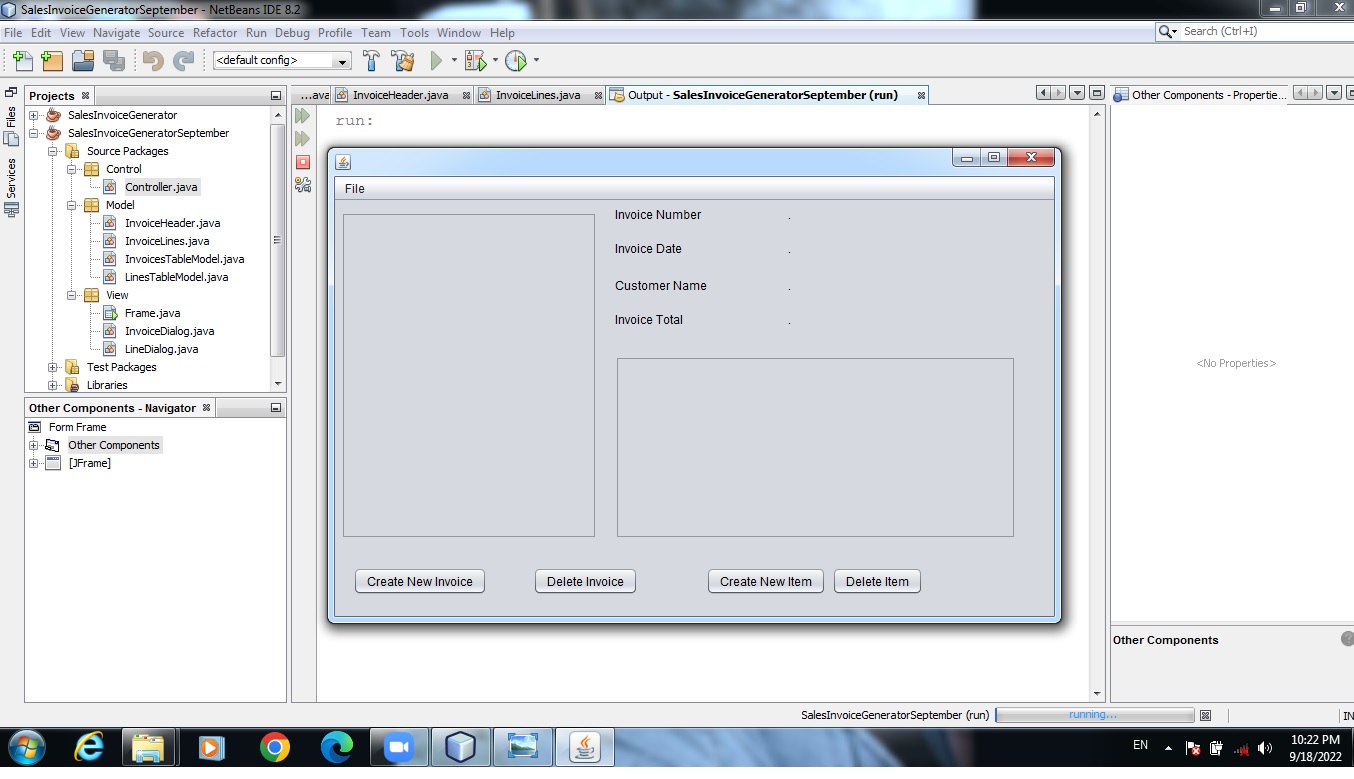 SalesInvoiceGeneratorSeptember - NetBeans IDE 8.2
File Edit View Navigate Source Refactor Run Debug Profile Team Tools Window Help
Search (Ctrl+I)
<default config>
Files
Services
Projects
SalesInvoiceGenerator
SalesInvoiceGeneratorSeptember
Source Packages
Control
Controller.java
Model
InvoiceHeader.java
InvoiceLines.java
InvoicesTableModel.java
LinesTableModel.java
View
Frame.java
InvoiceDialog.java
LineDialog.java
Test Packages
Libraries
Other Components - Navigator
Form Frame
Other Components
[JFrame]
...ava InvoiceHeader.java InvoiceLines.java Output - SalesInvoiceGeneratorSeptember (run)
run:
File
Invoice Number .
Invoice Date .
Customer Name .
Invoice Total .
Create New Invoice Delete Invoice Create New Item Delete Item
Other Components - Propertie...
<No Properties>
Other Components
SalesInvoiceGeneratorSeptember (run) running... IN
EN
10:22 PM
9/18/2022